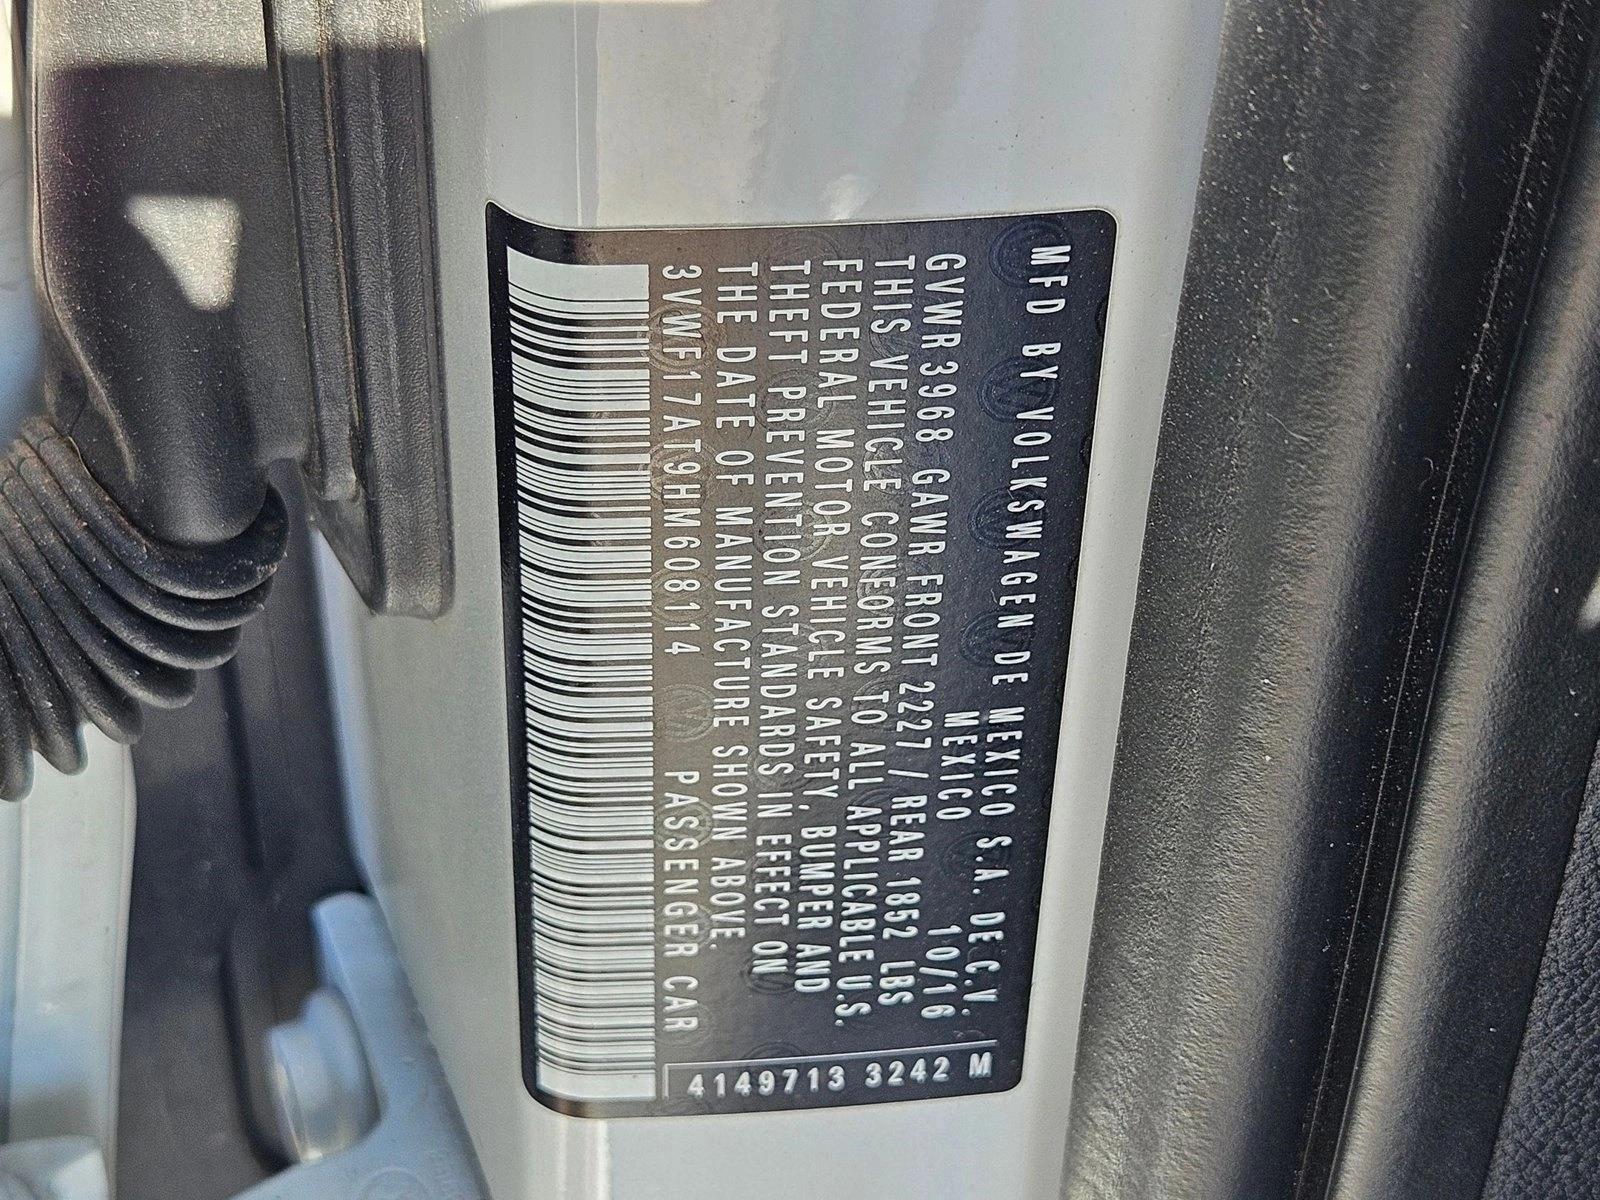 MFD BY VOLKSWAGEN DE MEXICO S.A. DE C.V.
MEXICO 10/16
GVWR 3968 GAWR FRONT 2227 / REAR 1852 LBS
THIS VEHICLE CONFORMS TO ALL APPLICABLE U.S.
FEDERAL MOTOR VEHICLE SAFETY, BUMPER AND
THEFT PREVENTION STANDARDS IN EFFECT ON
THE DATE OF MANUFACTURE SHOWN ABOVE.
3VWF17AT9HM608114 PASSENGER CAR
4149713 3242 M